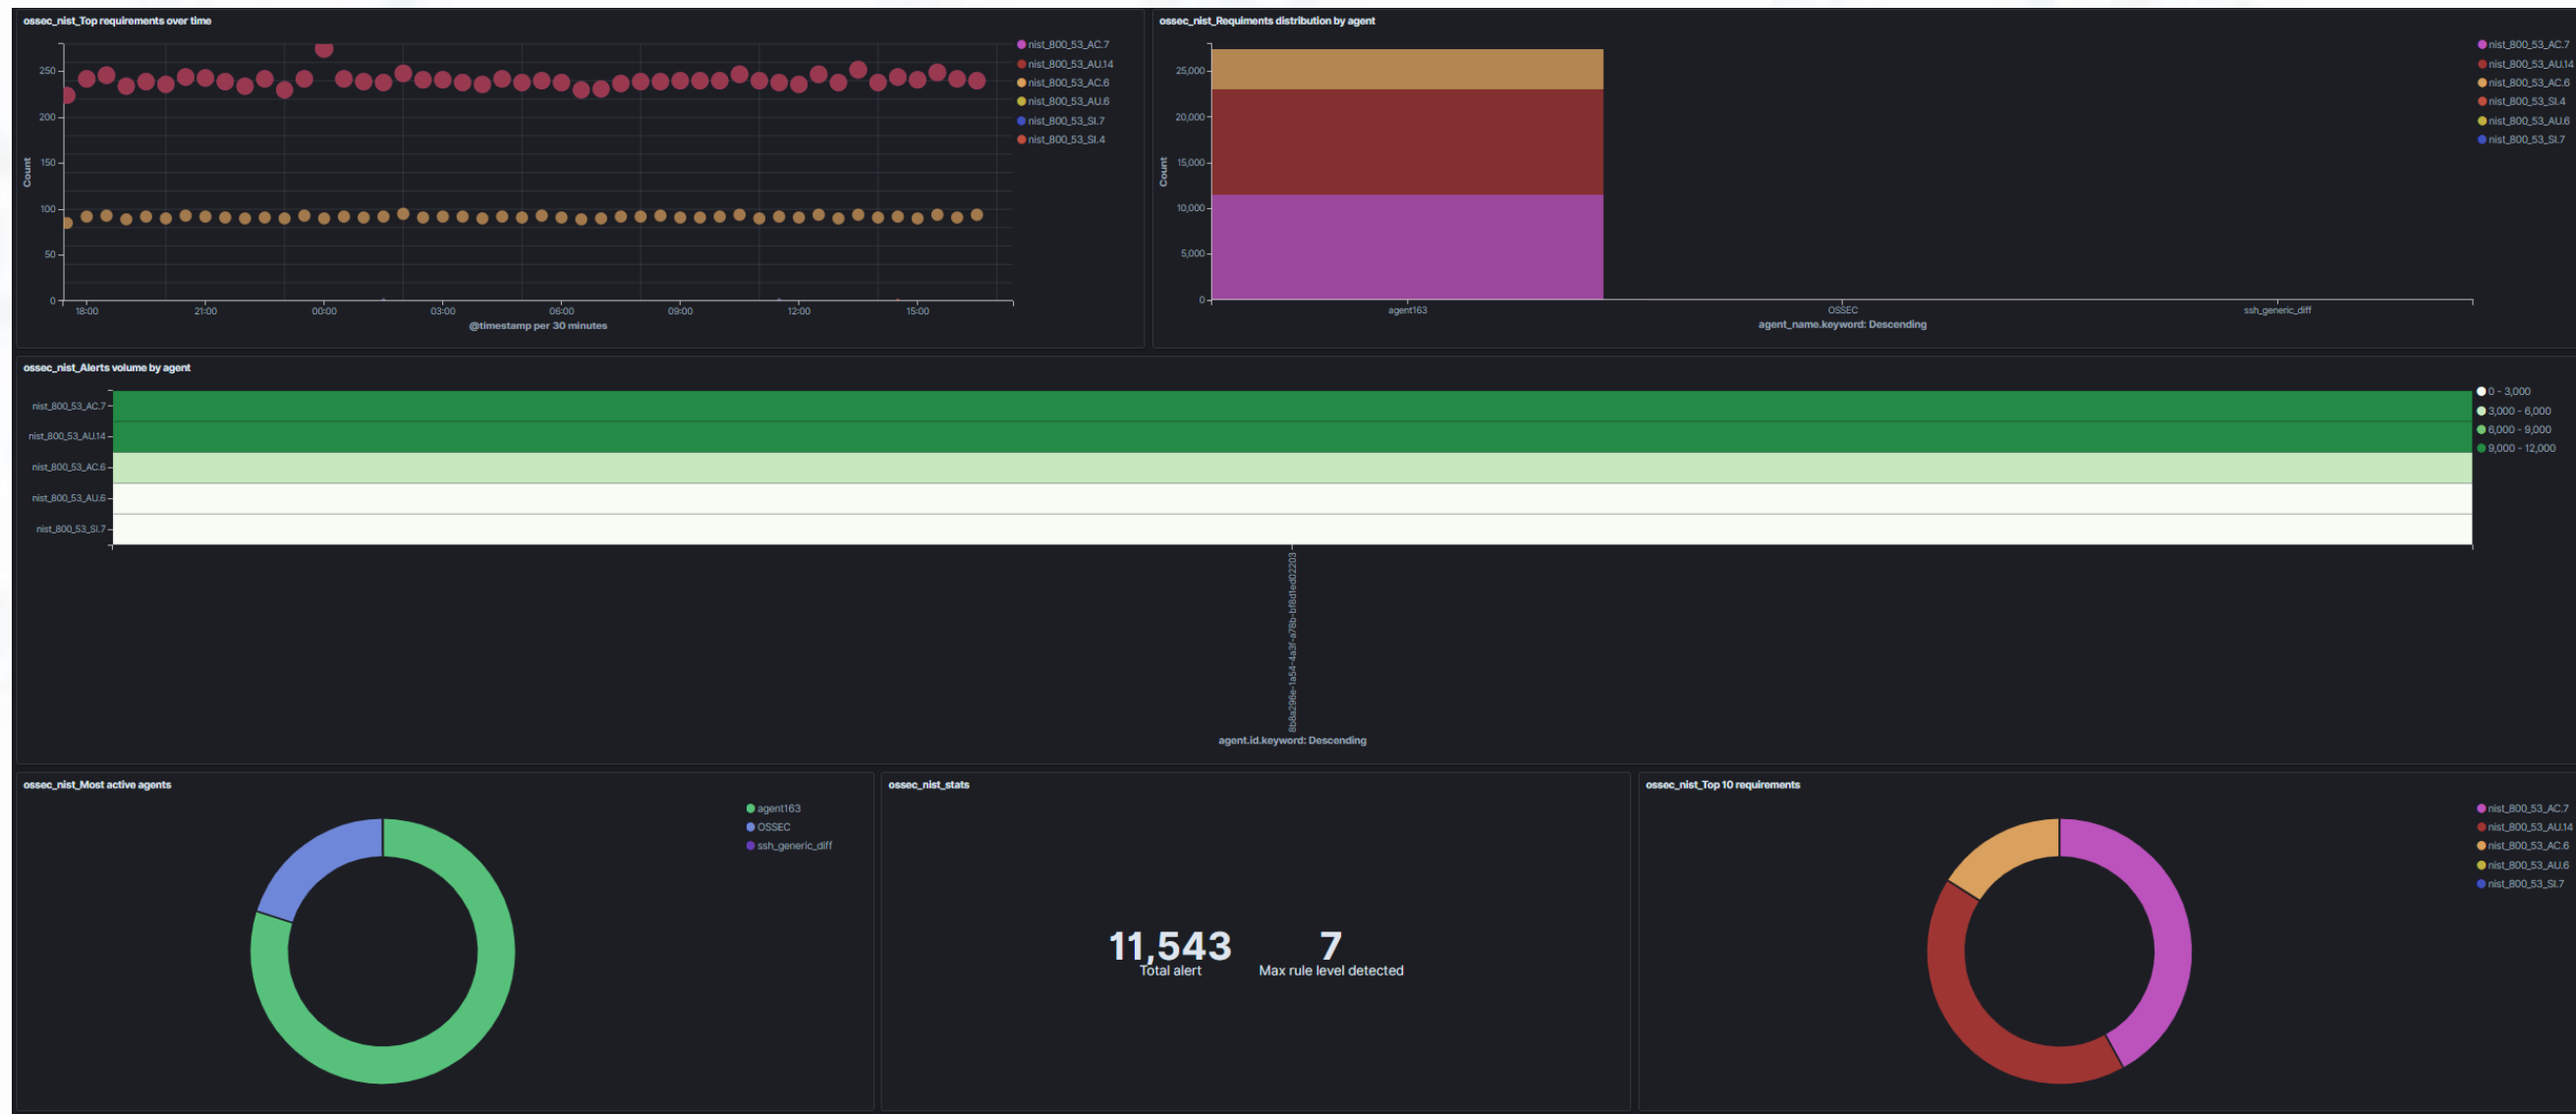 ossec_nist_Top requirements over time
250
200
150
100
50
0
Count
18:00
21:00
00:00
03:00
06:00
09:00
12:00
15:00
@timestamp per 30 minutes
nist_800_53_AC.7
nist_800_53_AU.14
nist_800_53_AC.6
nist_800_53_AU.6
nist_800_53_SI.7
nist_800_53_SI.4
ossec_nist_Requiments distribution by agent
25,000
20,000
15,000
10,000
5,000
0
Count
agent163
OSSEC
ssh_generic_diff
agent_name.keyword: Descending
nist_800_53_AC.7
nist_800_53_AU.14
nist_800_53_AC.6
nist_800_53_SI.4
nist_800_53_AU.6
nist_800_53_SI.7
ossec_nist_Alerts volume by agent
nist_800_53_AC.7
nist_800_53_AU.14
nist_800_53_AC.6
nist_800_53_AU.6
nist_800_53_SI.7
0 - 3,000
3,000 - 6,000
6,000 - 9,000
9,000 - 12,000
agent.id.keyword: Descending
ossec_nist_Most active agents
agent163
OSSEC
ssh_generic_diff
ossec_nist_stats
11,543
Total alert
7
Max rule level detected
ossec_nist_Top 10 requirements
nist_800_53_AC.7
nist_800_53_AU.14
nist_800_53_AC.6
nist_800_53_AU.6
nist_800_53_SI.7